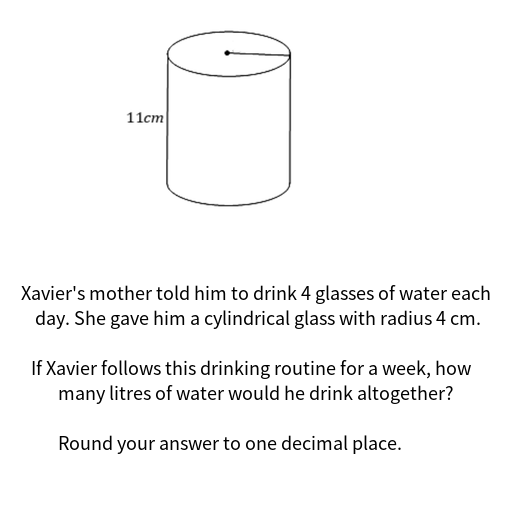 11cm
Xavier's mother told him to drink 4 glasses of water each
day. She gave him a cylindrical glass with radius 4 cm.
If Xavier follows this drinking routine for a week, how
many litres of water would he drink altogether?
Round your answer to one decimal place.